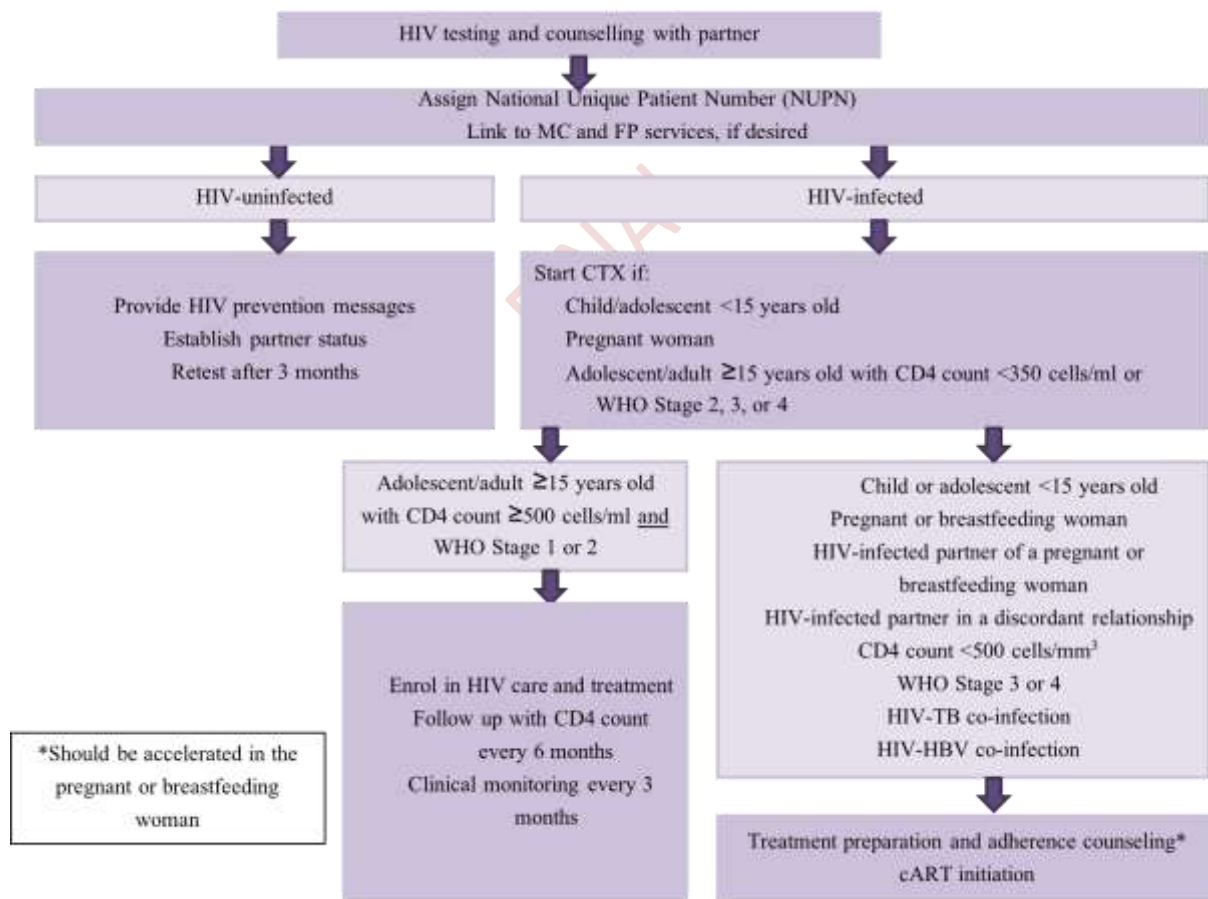 HIV testing and counselling with partner
Assign National Unique Patient Number (NUPN)
Link to MC and FP services, if desired
HIV-uninfected
HIV-infected
Provide HIV prevention messages
Establish partner status
Retest after 3 months
Start CTX if:
Child/adolescent <15 years old
Pregnant woman
Adolescent/adult ≥15 years old with CD4 count <350 cells/ml or
WHO Stage 2, 3, or 4
Adolescent/adult ≥15 years old
with CD4 count ≥500 cells/ml and
WHO Stage 1 or 2
Child or adolescent <15 years old
Pregnant or breastfeeding woman
HIV-infected partner of a pregnant or
breastfeeding woman
HIV-infected partner in a discordant relationship
CD4 count <500 cells/mm³
WHO Stage 3 or 4
HIV-TB co-infection
HIV-HBV co-infection
Enrol in HIV care and treatment
Follow up with CD4 count
every 6 months
Clinical monitoring every 3
months
*Should be accelerated in the
pregnant or breastfeeding
woman
Treatment preparation and adherence counseling*
cART initiation